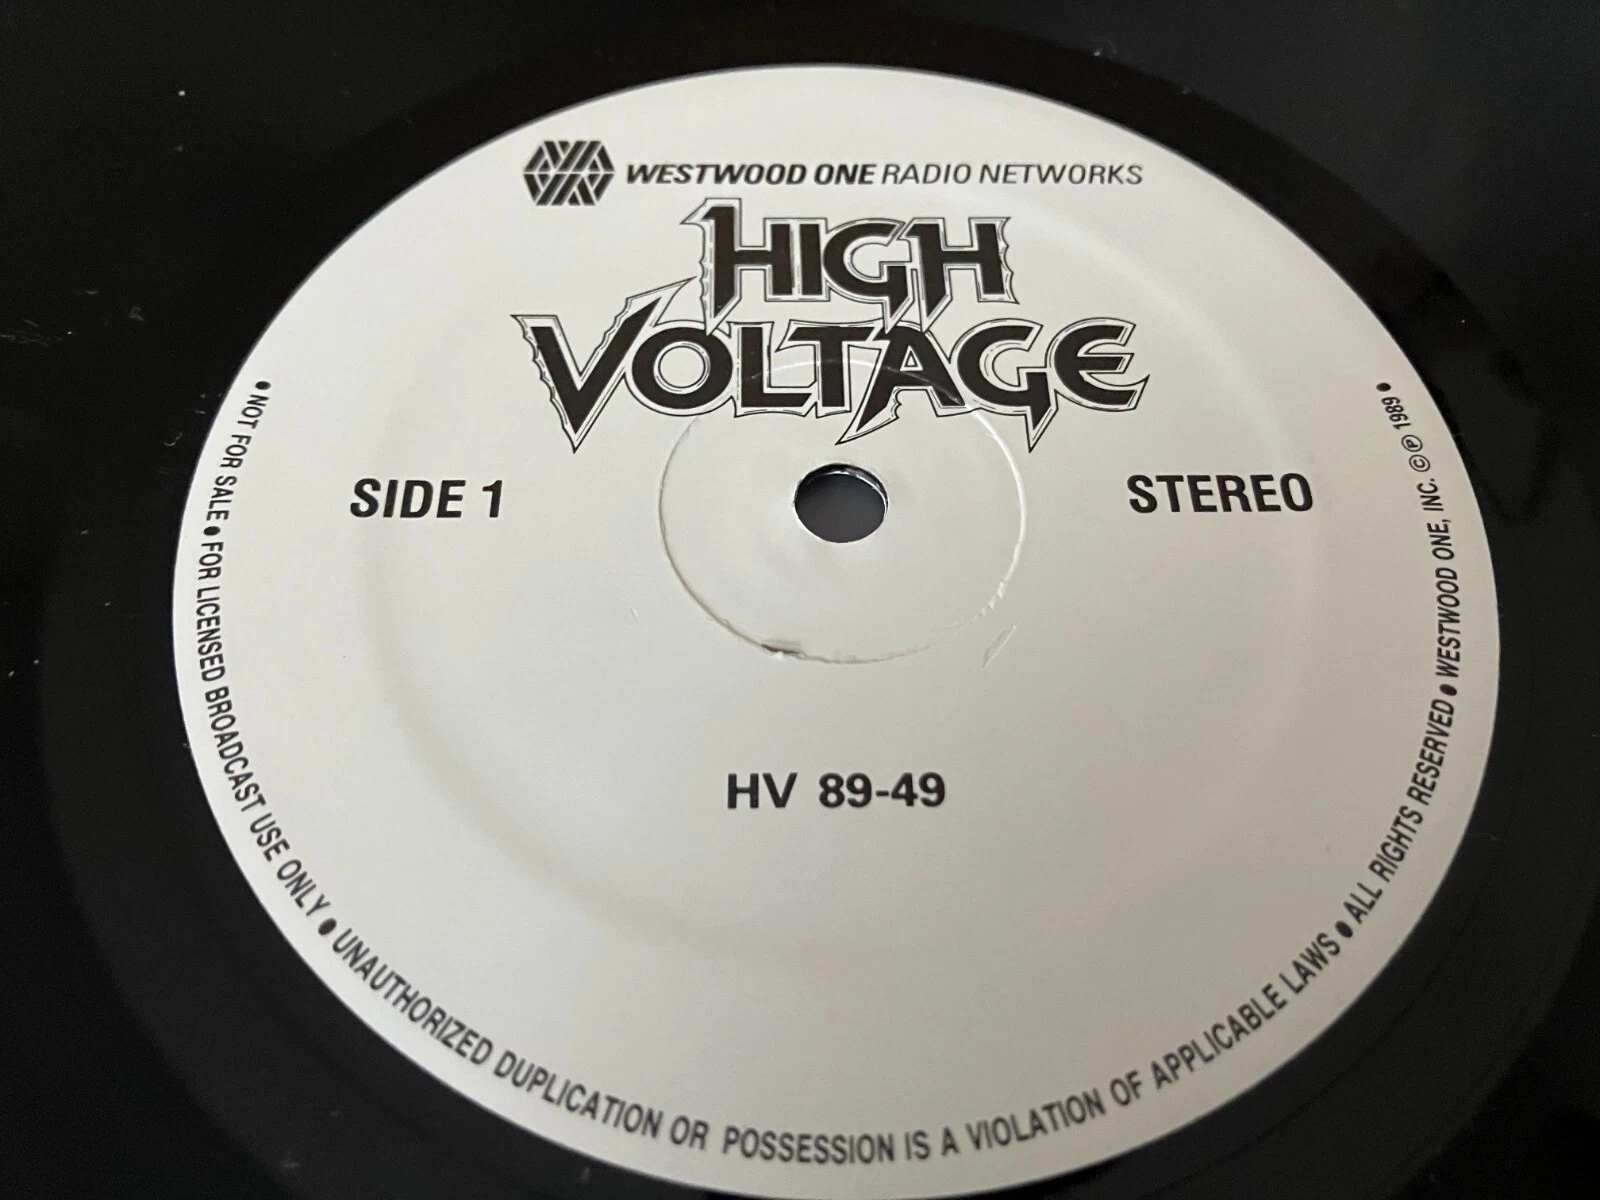 WESTWOOD ONE RADIO NETWORKS
HIGH
VOLTAGE
SIDE 1
STEREO
HV 89-49
• NOT FOR SALE • FOR LICENSED BROADCAST USE ONLY • UNAUTHORIZED DUPLICATION OR POSSESSION IS A VIOLATION OF APPLICABLE LAWS • ALL RIGHTS RESERVED • WESTWOOD ONE, INC. © ℗ 1989 •